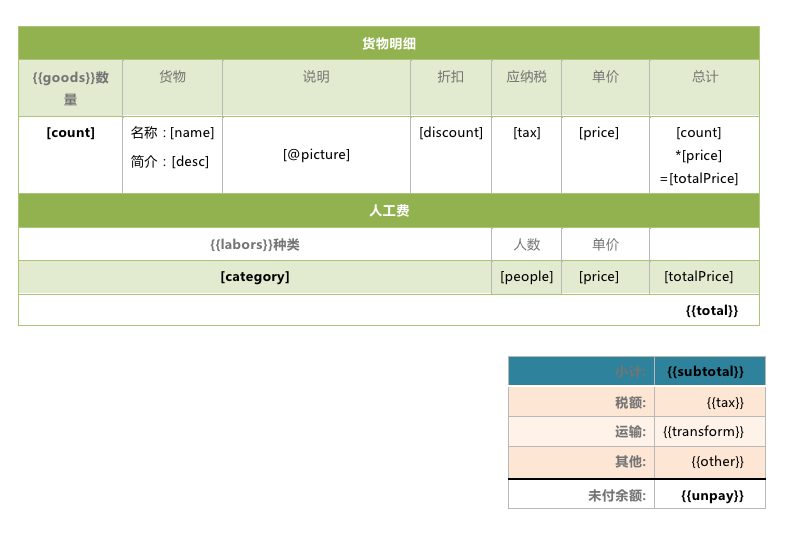 货物明细
{{goods}}数量 货物 说明 折扣 应纳税 单价 总计
[count] 名称：[name] [@picture] [discount] [tax] [price] [count]
简介：[desc] *[price]
=[totalPrice]
人工费
{{labors}}种类 人数 单价
[category] [people] [price] [totalPrice]
{{total}}
小计: {{subtotal}}
税额: {{tax}}
运输: {{transform}}
其他: {{other}}
未付余额: {{unpay}}